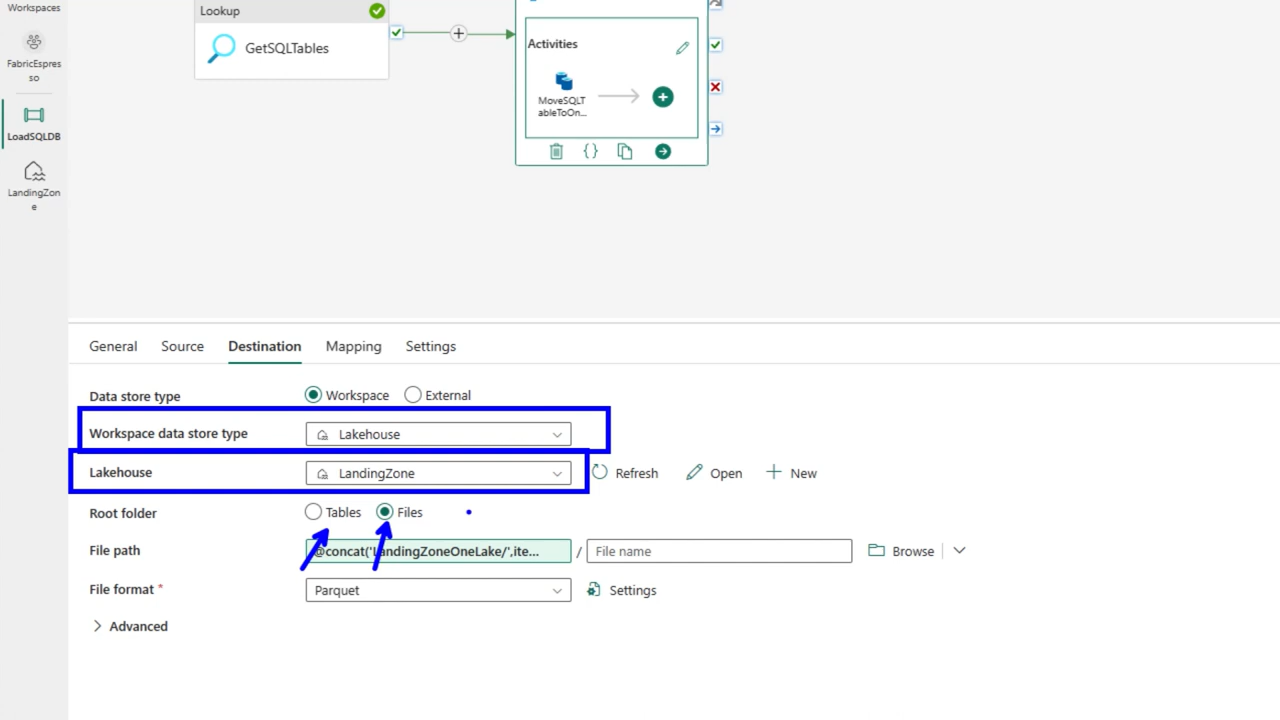 Workspaces
FabricEspres
so
LoadSQLDB
LandingZon
e
Lookup
GetSQLTables
Activities
MoveSQLT
ableToOn...
{}
General Source Destination Mapping Settings
Data store type Workspace External
Workspace data store type Lakehouse
Lakehouse LandingZone Refresh Open New
Root folder Tables Files
File path @concat('LandingZoneOneLake/',ite... / File name Browse
File format * Parquet Settings
Advanced